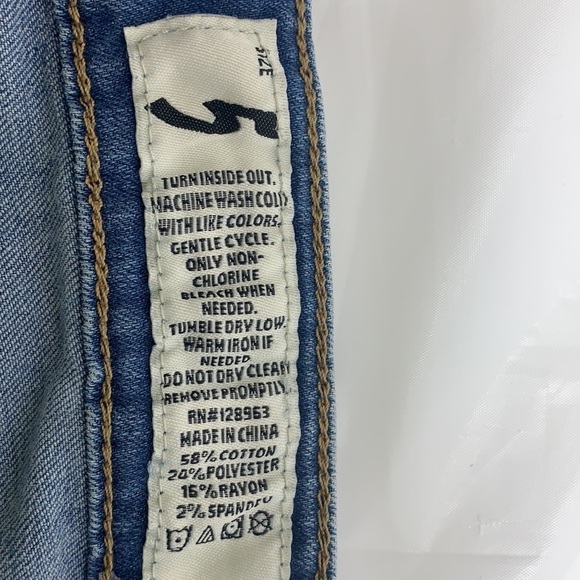 SIZE
5
TURN INSIDE OUT.
MACHINE WASH COLD
WITH LIKE COLORS.
GENTLE CYCLE.
ONLY NON-
CHLORINE
BLEACH WHEN
NEEDED.
TUMBLE DRY LOW.
WARM IRON IF
NEEDED.
DO NOT DRY CLEAN
REMOVE PROMPTLY.
RN#128963
MADE IN CHINA
58% COTTON
24% POLYESTER
16% RAYON
2% SPANDEX